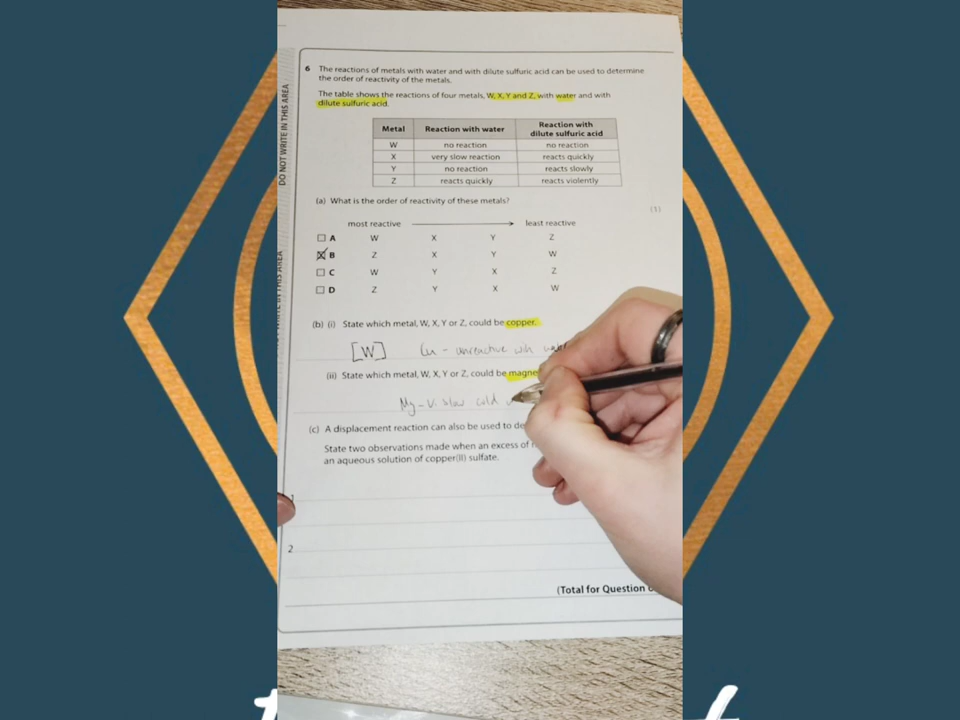 6 The reactions of metals with water and with dilute sulfuric acid can be used to determine
the order of reactivity of the metals.
The table shows the reactions of four metals, W, X, Y and Z, with water and with
dilute sulfuric acid.
Metal Reaction with water Reaction with dilute sulfuric acid
W no reaction no reaction
X very slow reaction reacts quickly
Y no reaction reacts slowly
Z reacts quickly reacts violently
(a) What is the order of reactivity of these metals?
(1)
most reactive least reactive
A W X Y Z
B Z X Y W
C W Y X Z
D Z Y X W
(b) (i) State which metal, W, X, Y or Z, could be copper.
[W] Cu - unreactive with
(ii) State which metal, W, X, Y or Z, could be magne
Mg - v. slow cold
(c) A displacement reaction can also be used to de
State two observations made when an excess of
an aqueous solution of copper(II) sulfate.
1
2
(Total for Question
DO NOT WRITE IN THIS AREA